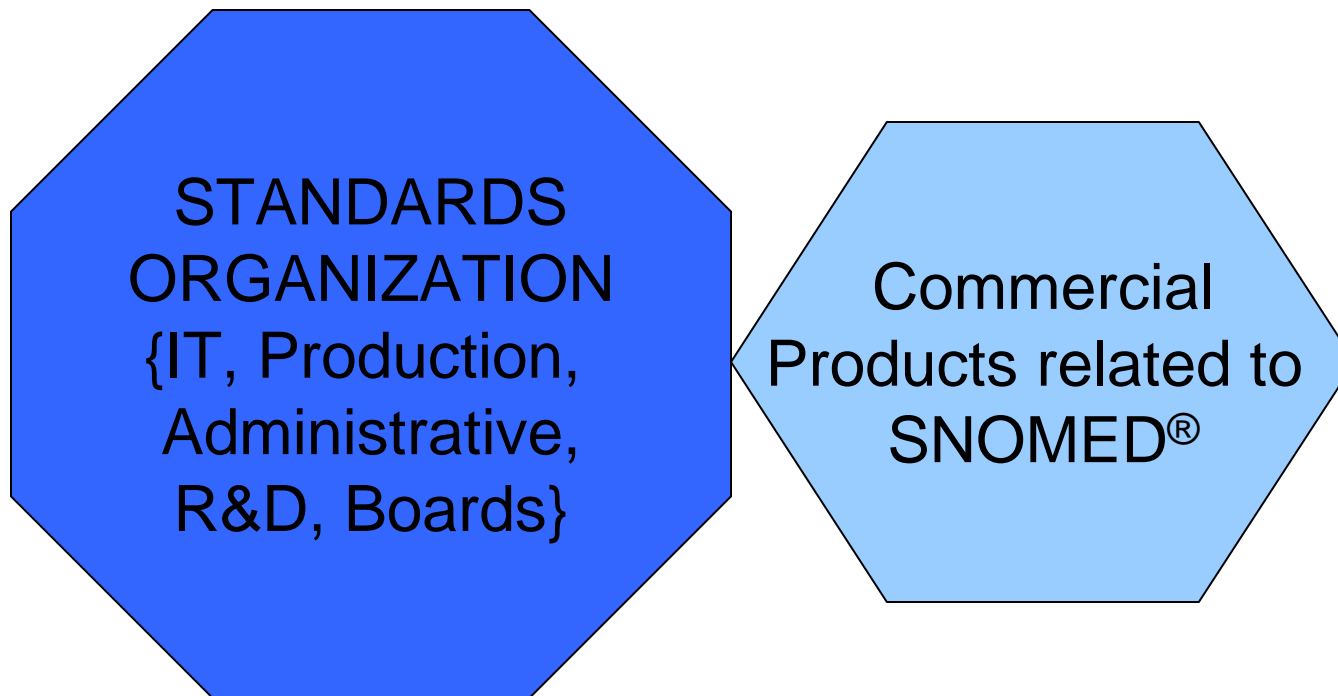 STANDARDS
ORGANIZATION
{IT, Production,
Administrative,
R&D, Boards}
Commercial
Products related to
SNOMED®